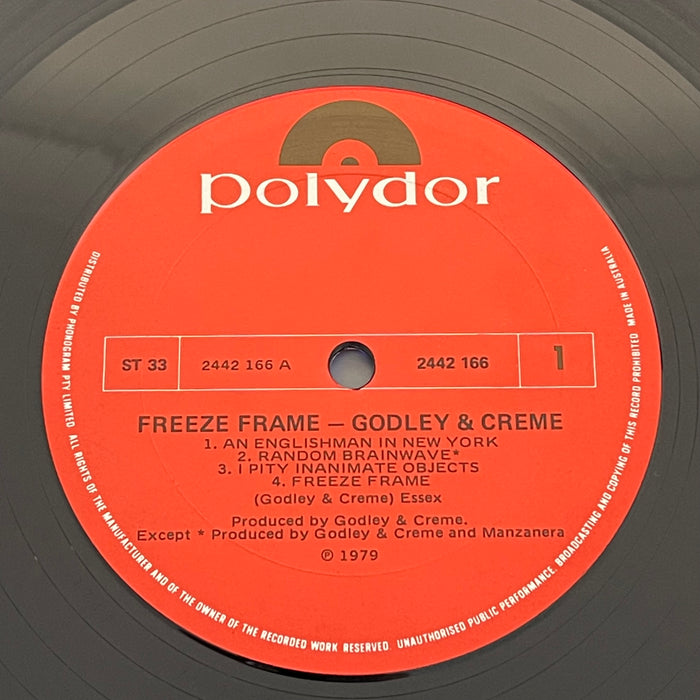 polydor
ST 33
2442 166 A
2442 166
1
FREEZE FRAME – GODLEY & CREME
1. AN ENGLISHMAN IN NEW YORK
2. RANDOM BRAINWAVE*
3. I PITY INANIMATE OBJECTS
4. FREEZE FRAME
(Godley & Creme) Essex
Produced by Godley & Creme.
Except * Produced by Godley & Creme and Manzanera
℗ 1979
DISTRIBUTED BY PHONOGRAM PTY LIMITED. ALL RIGHTS OF THE MANUFACTURER AND OF THE OWNER OF THE RECORDED WORK RESERVED. UNAUTHORISED PUBLIC PERFORMANCE, BROADCASTING AND COPYING OF THIS RECORD PROHIBITED. MADE IN AUSTRALIA